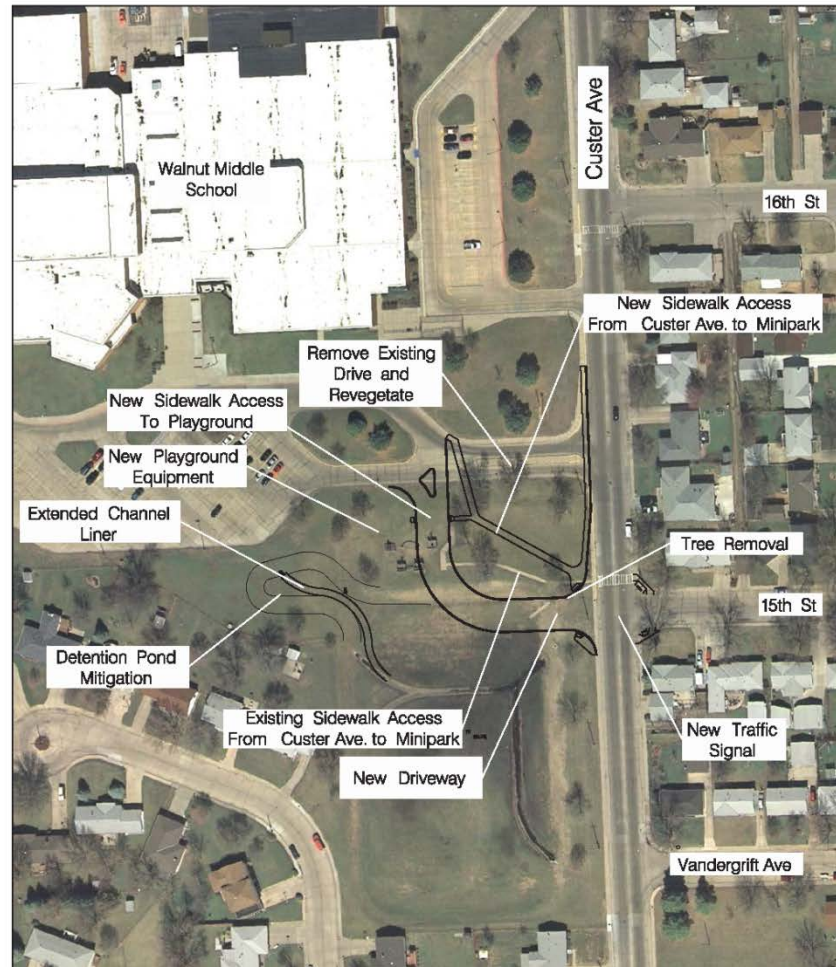 Walnut Middle
School
Custer Ave
16th St
New Sidewalk Access
From Custer Ave. to Minipark
Remove Existing
Drive and
Revegetate
New Sidewalk Access
To Playground
New Playground
Equipment
Extended Channel
Liner
Tree Removal
15th St
Detention Pond
Mitigation
Existing Sidewalk Access
From Custer Ave. to Minipark
New Traffic
Signal
New Driveway
Vandergrift Ave